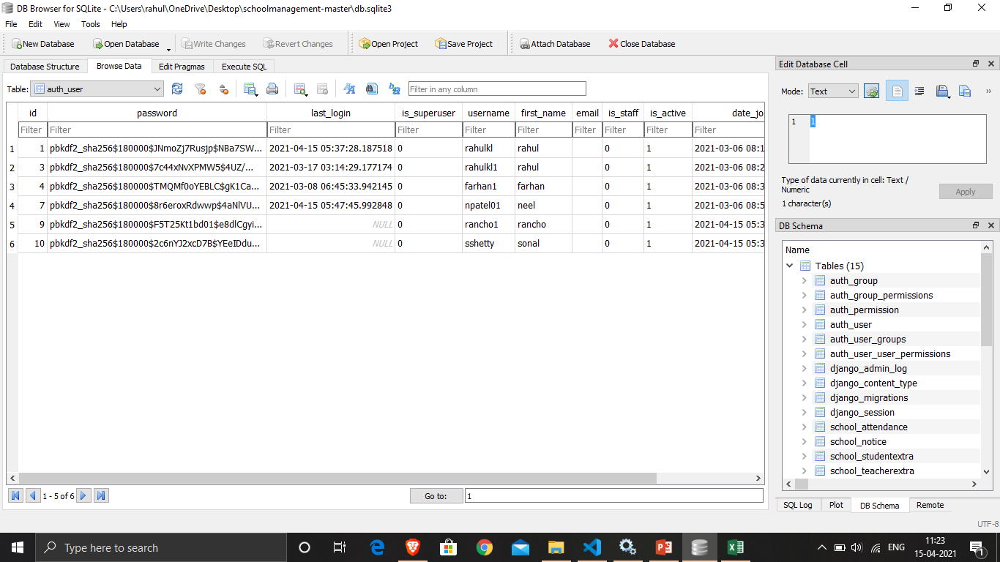 DB Browser for SQLite - C:\Users\rahul\OneDrive\Desktop\schoolmanagement-master\db.sqlite3
File Edit View Tools Help
New Database Open Database Write Changes Revert Changes Open Project Save Project Attach Database Close Database
Database Structure Browse Data Edit Pragmas Execute SQL
Table: auth_user Filter in any column
id password last_login is_superuser username first_name email is_staff is_active date_jo
Filter Filter Filter Filter Filter Filter Filter Filter Filter Filter
1 1 pbkdf2_sha256$180000$JNmoZj7Rusjp$NBa7SW... 2021-04-15 05:37:28.187518 0 rahulkl rahul 0 1 2021-03-06 08:1
2 3 pbkdf2_sha256$180000$7c44xNvXPMW5$4UZ/... 2021-03-17 03:14:29.177174 0 rahulkl1 rahul 0 1 2021-03-06 08:2
3 4 pbkdf2_sha256$180000$TMQMf0oYEBLC$gK1Ca... 2021-03-08 06:45:33.942145 0 farhan1 farhan 0 1 2021-03-06 08:3
4 7 pbkdf2_sha256$180000$8r6eroxRdwwp$4aNlVU... 2021-04-15 05:47:45.992848 0 npatel01 neel 0 1 2021-03-06 08:5
5 9 pbkdf2_sha256$180000$F5T25Kt1bd01$e8dlCgyi... NULL 0 rancho1 rancho 0 1 2021-04-15 05:3
6 10 pbkdf2_sha256$180000$2c6nYJ2xcD7B$YEeIDdu... NULL 0 sshetty sonal 0 1 2021-04-15 05:3
1 - 5 of 6 Go to: 1
Edit Database Cell
Mode: Text
1 1
Type of data currently in cell: Text /
Numeric
1 character(s)
Apply
DB Schema
Name
Tables (15)
auth_group
auth_group_permissions
auth_permission
auth_user
auth_user_groups
auth_user_user_permissions
django_admin_log
django_content_type
django_migrations
django_session
school_attendance
school_notice
school_studentextra
school_teacherextra
SQL Log Plot DB Schema Remote
UTF-8
Type here to search
ENG
11:23
15-04-2021
1